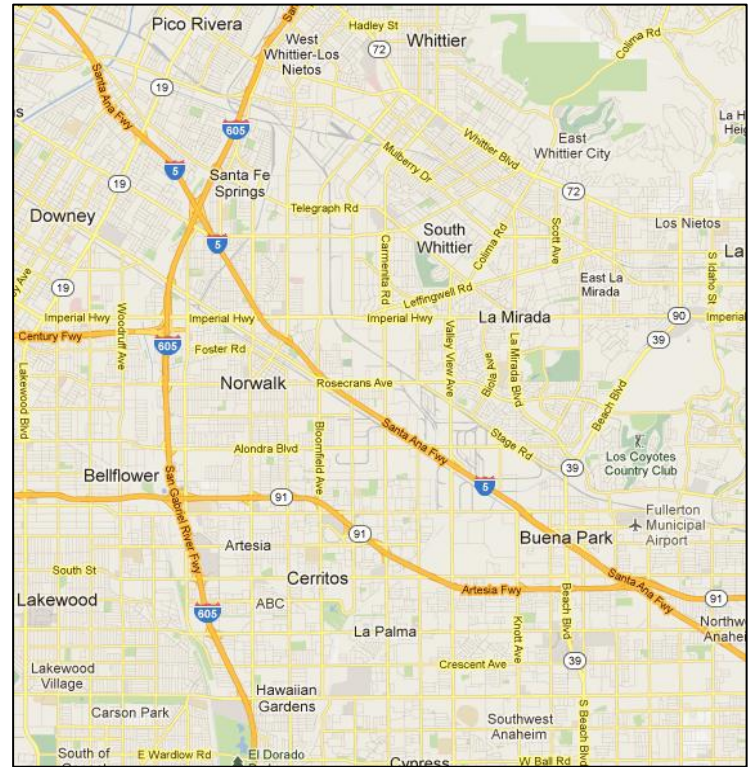 Pico Rivera
Hadley St
West
Whittier-Los
Nietos
Whittier
72
Colima Rd
Santa Ana Fwy
19
605
Mulberry Dr
Whittier Blvd
East
Whittier City
5
Santa Fe
Springs
19
Telegraph Rd
72
Downey
5
South
Whittier
Colima Rd
Scott Ave
Los Nietos
La
Carmenita Rd
East La
Mirada
S Idaho St
19
Leffingwell Rd
Imperial Hwy
Woodruff Ave
Imperial Hwy
Imperial Hwy
La Mirada
90
Imperial
Century Fwy
605
Foster Rd
Valley View Ave
La Mirada Blvd
39
Lakewood Blvd
Norwalk
Rosecrans Ave
Biola Ave
Beach Blvd
Bloomfield Ave
Santa Ana Fwy
Stage Rd
Alondra Blvd
39
Los Coyotes
Country Club
Bellflower
San Gabriel River Fwy
91
5
Fullerton
Municipal
Airport
91
Artesia
Buena Park
South St
Cerritos
Artesia Fwy
Santa Ana Fwy
Lakewood
ABC
605
Beach Blvd
91
La Palma
Knott Ave
Crescent Ave
39
Lakewood
Village
Hawaiian
Gardens
Carson Park
Southwest
Anaheim
S Beach Blvd
South of
E Wardlow Rd
El Dorado
Cypress
W Ball Rd